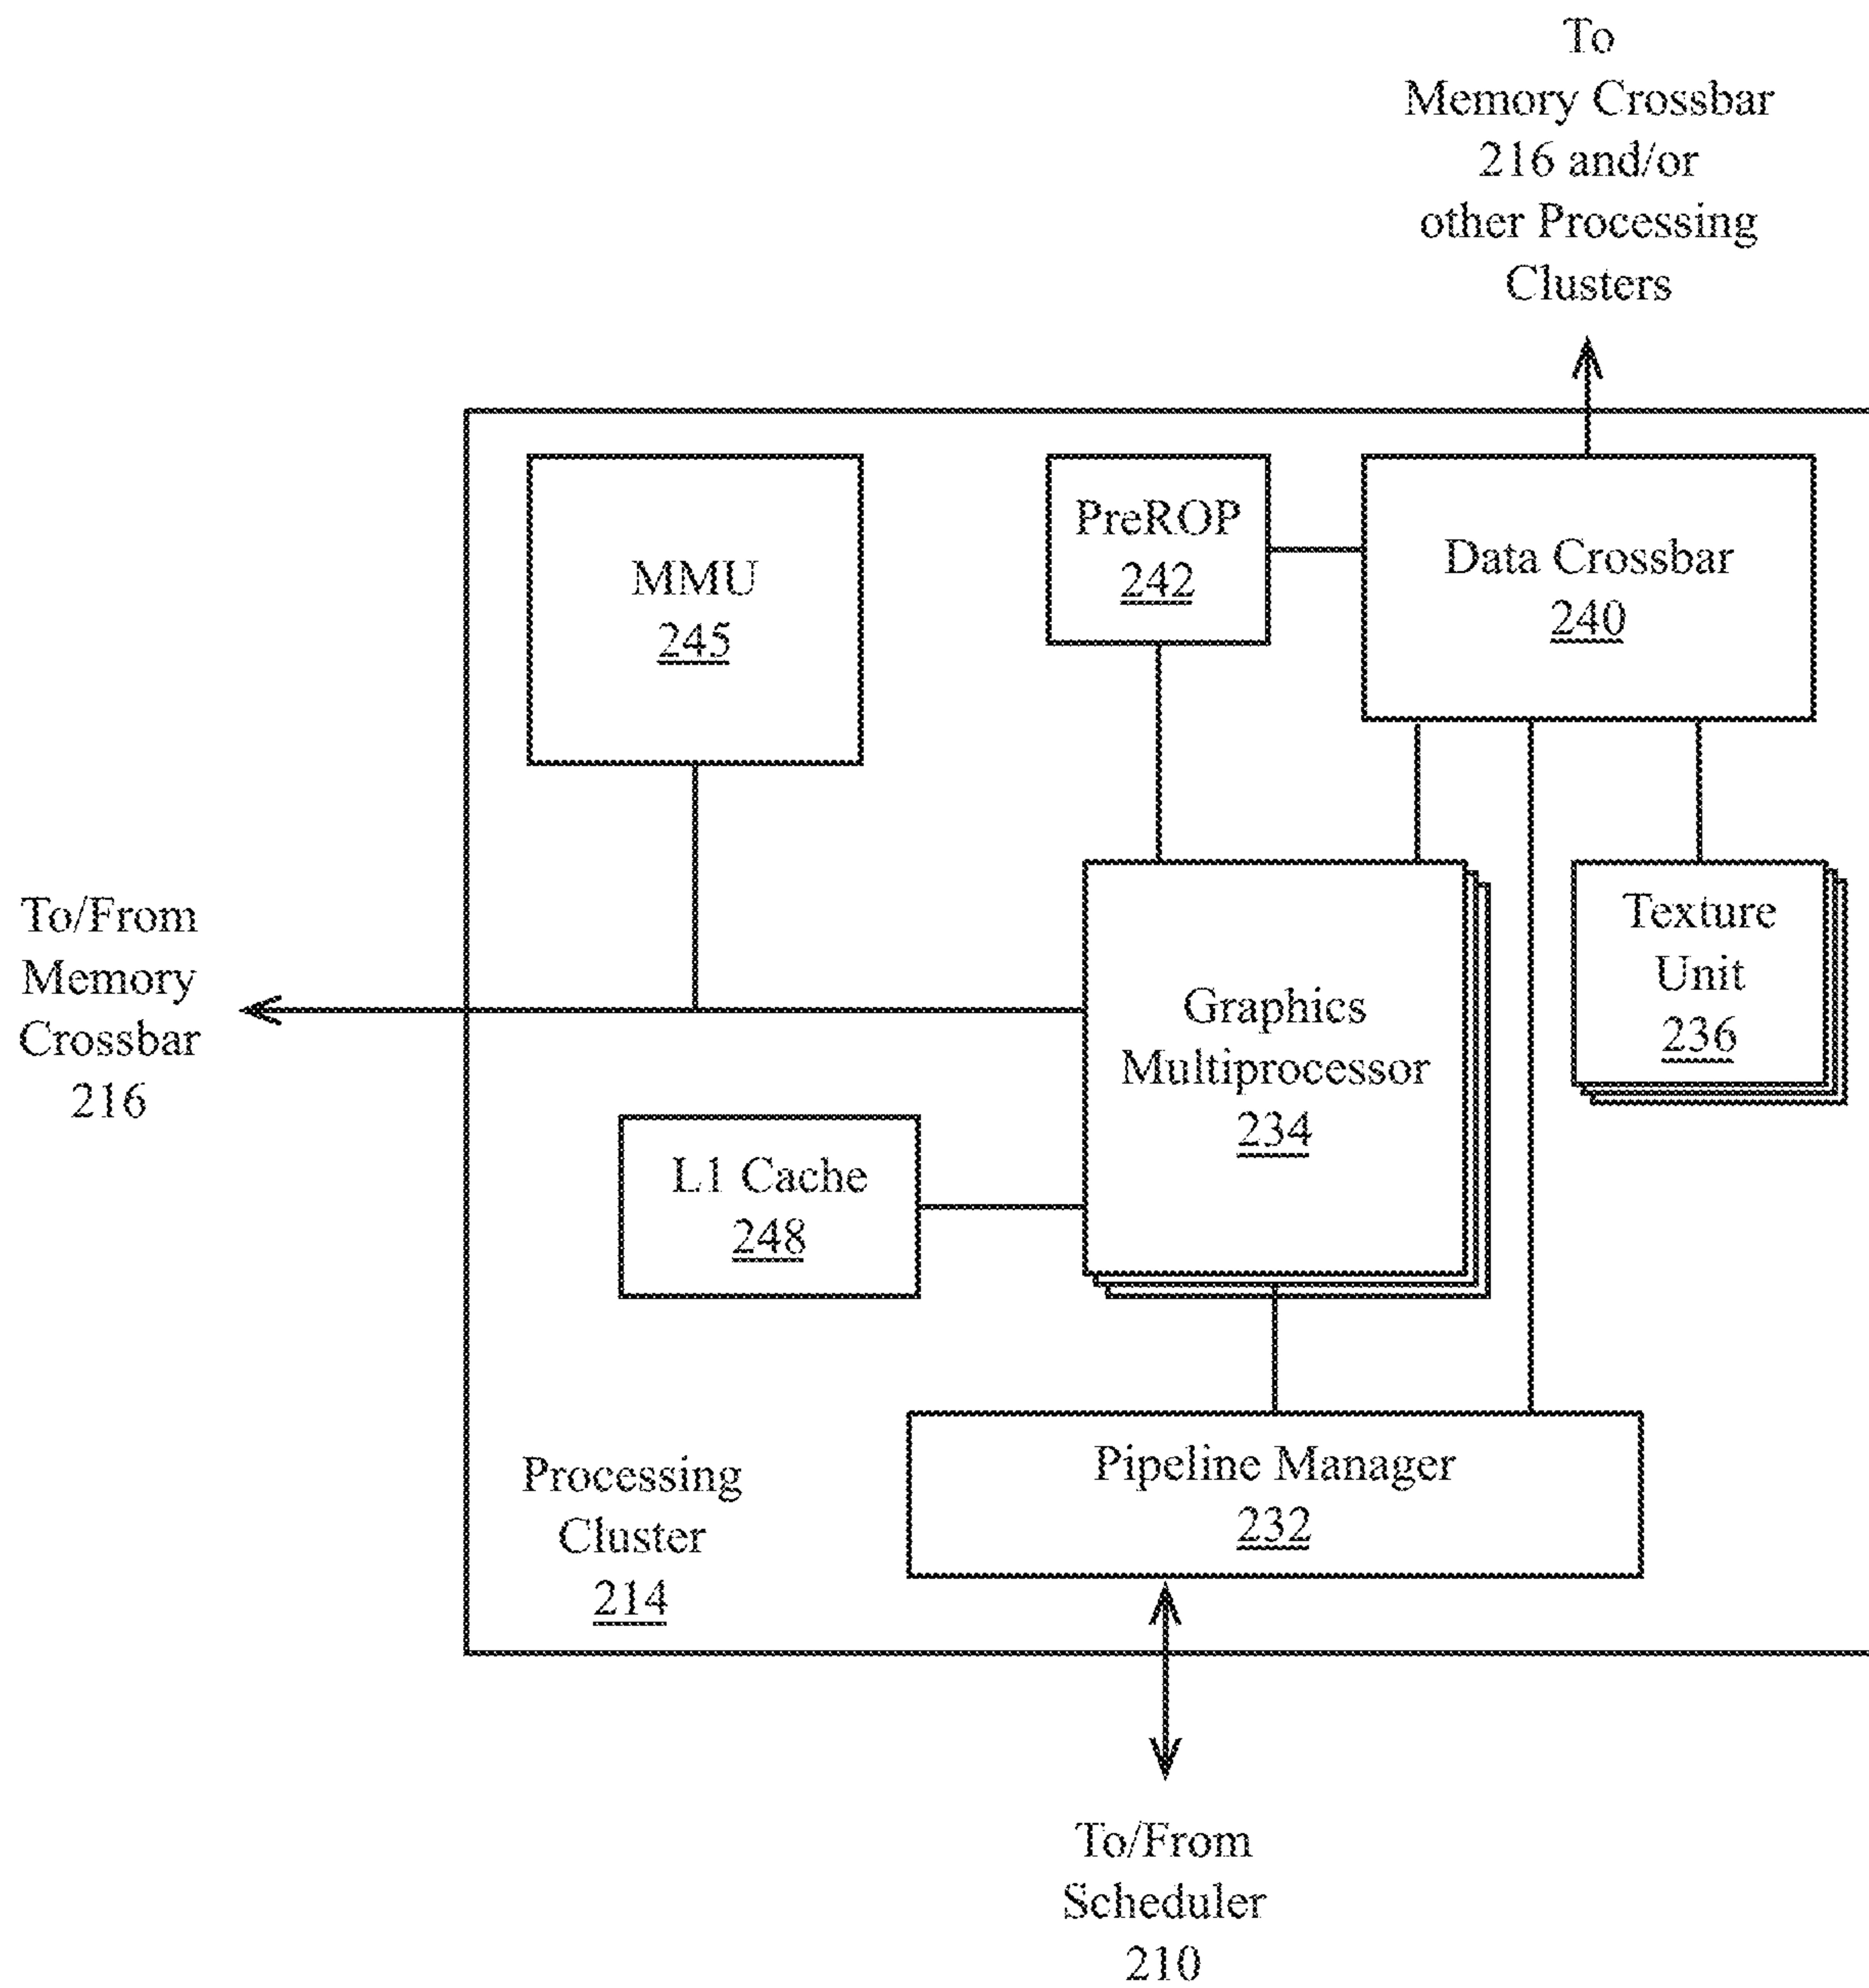 To
Memory Crossbar
216 and/or
other Processing
Clusters
MMU
245
PreROP
242
Data Crossbar
240
To/From
Memory
Crossbar
216
Graphics
Multiprocessor
234
Texture
Unit
236
L1 Cache
248
Processing
Cluster
214
Pipeline Manager
232
To/From
Scheduler
210